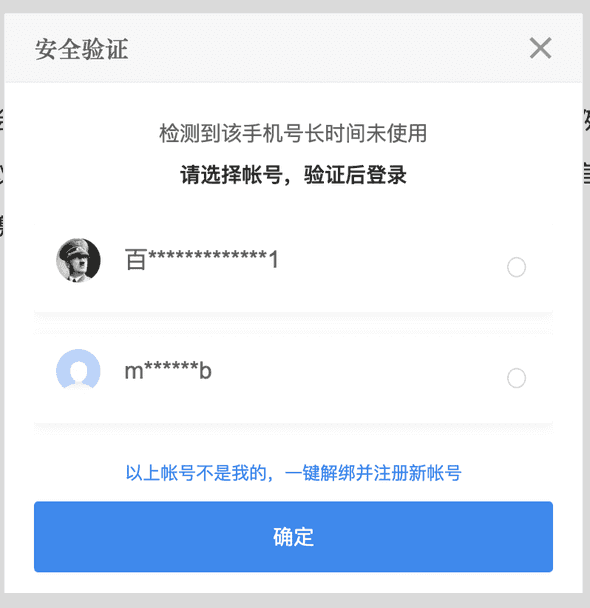 安全验证
检测到该手机号长时间未使用
请选择帐号，验证后登录
百*************1
m******b
以上帐号不是我的，一键解绑并注册新帐号
确定